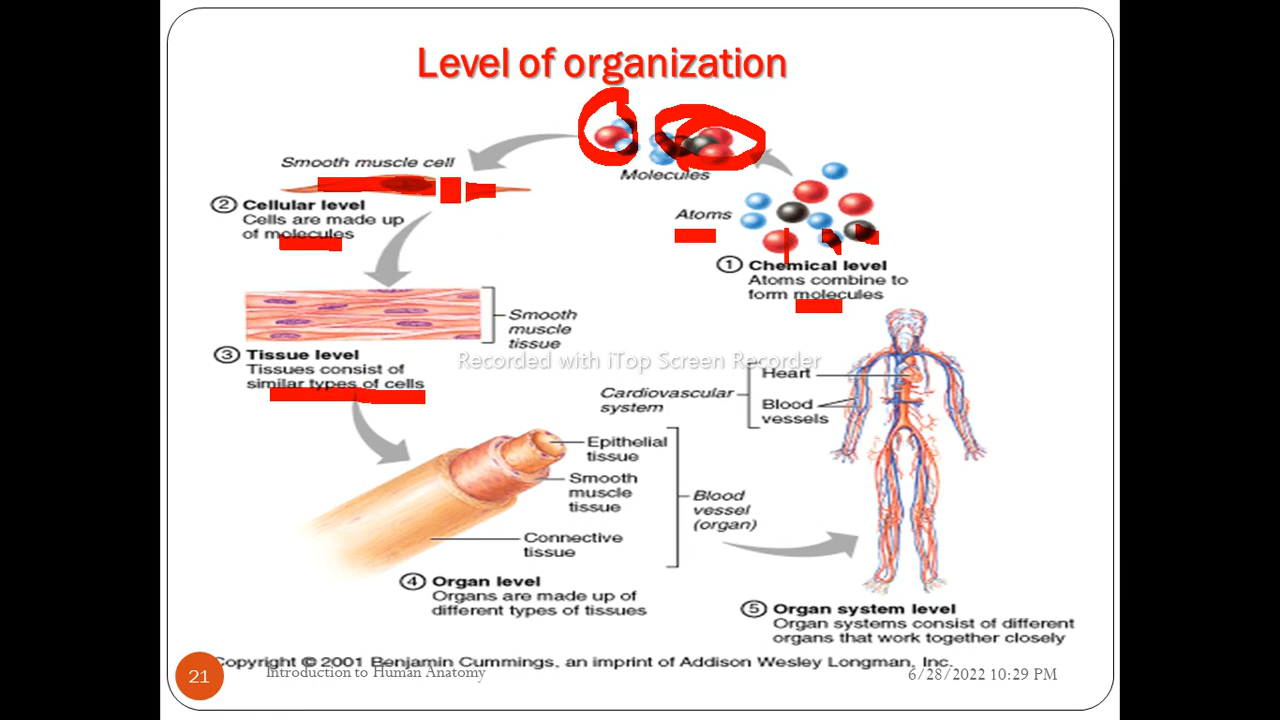 Level of organization
Smooth muscle cell
② Cellular level
Cells are made up
of molecules
Molecules
Atoms
① Chemical level
Atoms combine to
form molecules
Smooth
muscle
tissue
③ Tissue level
Tissues consist of
similar types of cells
Recorded with iTop Screen Recorder
Cardiovascular
system
Heart
Blood
vessels
Epithelial
tissue
Smooth
muscle
tissue
Connective
tissue
Blood
vessel
(organ)
④ Organ level
Organs are made up of
different types of tissues
⑤ Organ system level
Organ systems consist of different
organs that work together closely
Copyright © 2001 Benjamin Cummings, an imprint of Addison Wesley Longman, Inc.
21
Introduction to Human Anatomy
6/28/2022 10:29 PM